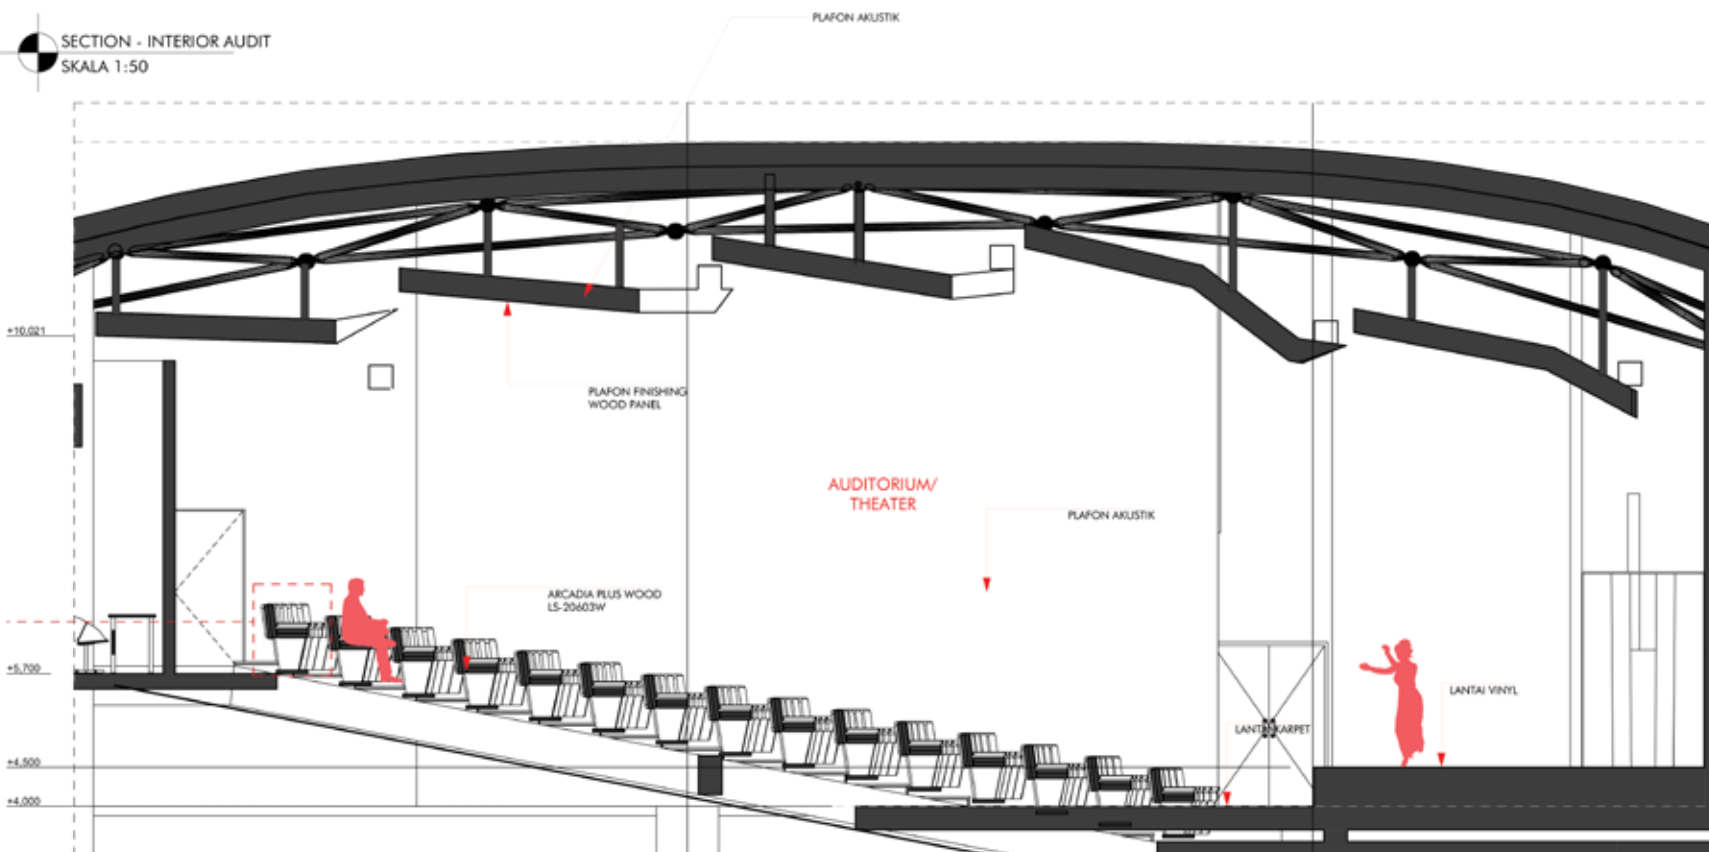 PLAFON AKUSTIK
SECTION - INTERIOR AUDIT
SKALA 1:50
+10,021
PLAFON FINISHING
WOOD PANEL
AUDITORIUM/
THEATER
PLAFON AKUSTIK
ARCADIA PLUS WOOD
LS-20603W
+5,700
LANTAI VINYL
LANTAI KARPET
+4,500
+4,000